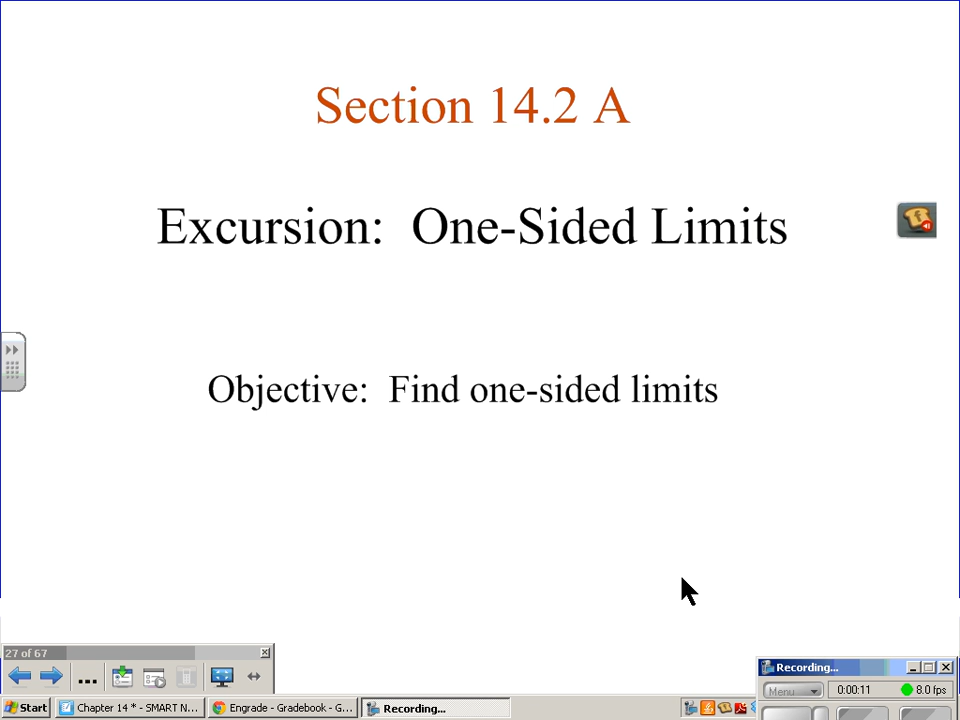 Section 14.2 A
Excursion: One-Sided Limits
Objective: Find one-sided limits
27 of 67
Recording...
Menu
0:00:11
8.0 fps
Start
Chapter 14 * - SMART N...
Engrade - Gradebook - G...
Recording...